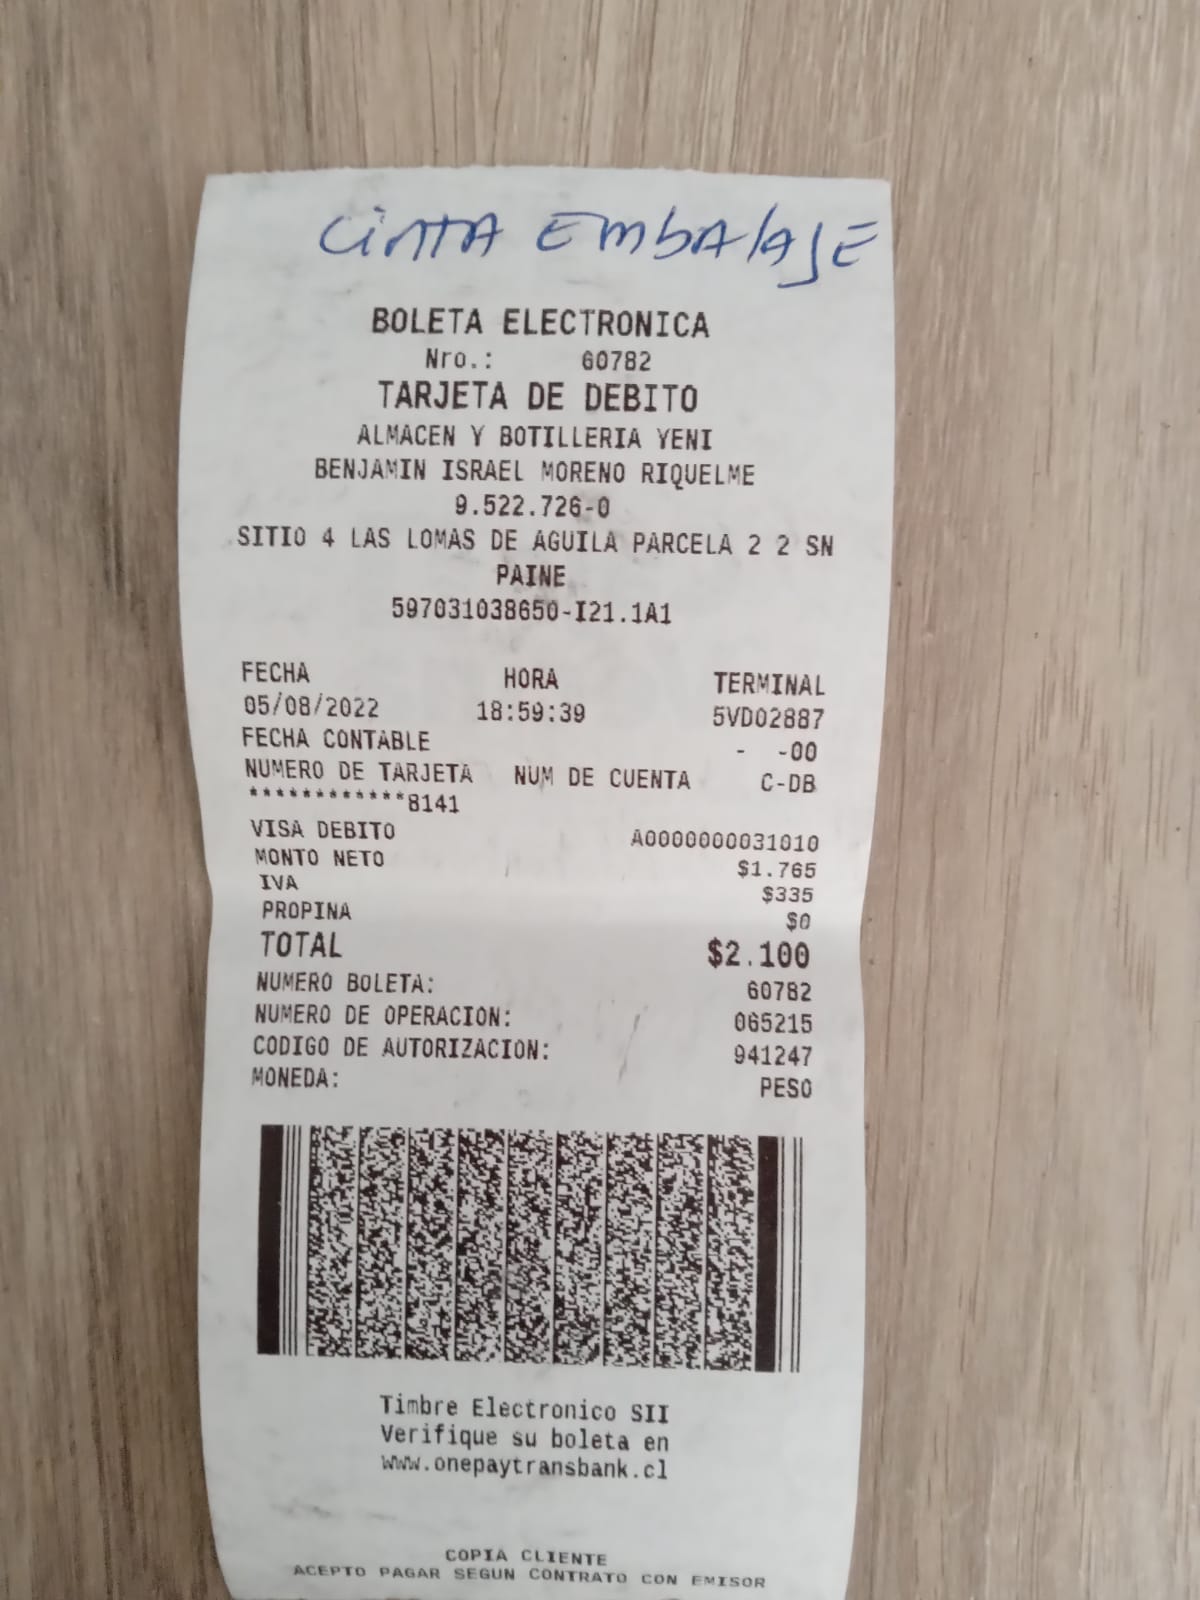 CINTA EMBALAJE
BOLETA ELECTRONICA
Nro.: 60782
TARJETA DE DEBITO
ALMACEN Y BOTILLERIA YENI
BENJAMIN ISRAEL MORENO RIQUELME
9.522.726-0
SITIO 4 LAS LOMAS DE AGUILA PARCELA 2 2 SN
PAINE
597031038650-I21.1A1
FECHA HORA TERMINAL
05/08/2022 18:59:39 5VD02887
FECHA CONTABLE - -00
NUMERO DE TARJETA NUM DE CUENTA C-DB
************8141
VISA DEBITO A0000000031010
MONTO NETO $1.765
IVA $335
PROPINA $0
TOTAL $2.100
NUMERO BOLETA: 60782
NUMERO DE OPERACION: 065215
CODIGO DE AUTORIZACION: 941247
MONEDA: PESO
Timbre Electronico SII
Verifique su boleta en
www.onepaytransbank.cl
COPIA CLIENTE
ACEPTO PAGAR SEGUN CONTRATO CON EMISOR